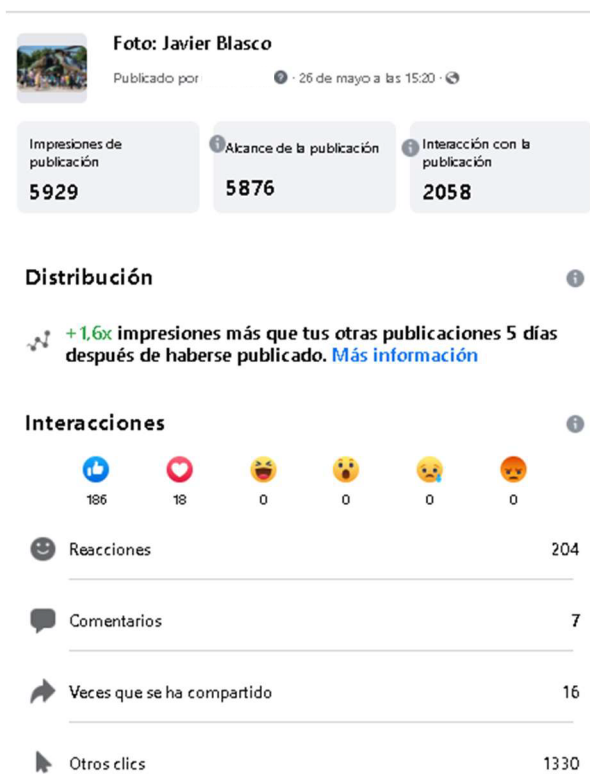 Foto: Javier Blasco
Publicado por · 26 de mayo a las 15:20 ·
Impresiones de
publicación
5929
Alcance de la publicación
5876
Interacción con la
publicación
2058
Distribución
+1,6x impresiones más que tus otras publicaciones 5 días
después de haberse publicado. Más información
Interacciones
186 18 0 0 0 0
Reacciones 204
Comentarios 7
Veces que se ha compartido 16
Otros clics 1330